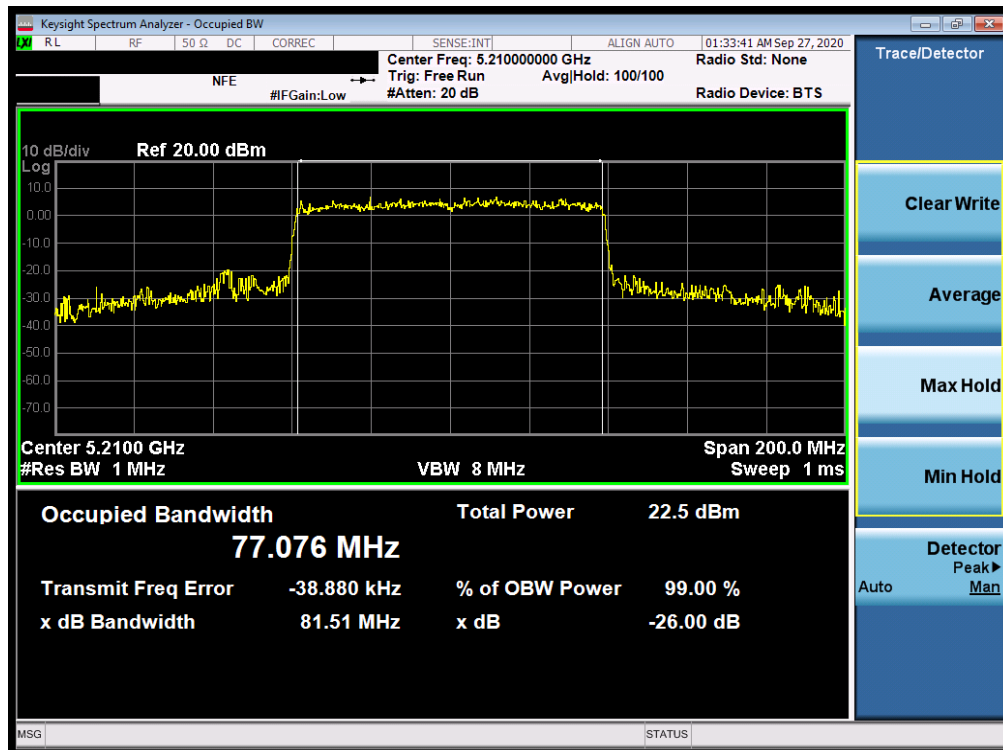 Keysight Spectrum Analyzer - Occupied BW
LXI RL RF 50 Ω DC CORREC SENSE:INT ALIGN AUTO 01:33:41 AM Sep 27, 2020
Center Freq: 5.210000000 GHz Radio Std: None
NFE Trig: Free Run Avg|Hold: 100/100
#IFGain:Low #Atten: 20 dB Radio Device: BTS
10 dB/div Ref 20.00 dBm
Log
10.0
0.00
-10.0
-20.0
-30.0
-40.0
-50.0
-60.0
-70.0
Center 5.2100 GHz Span 200.0 MHz
#Res BW 1 MHz VBW 8 MHz Sweep 1 ms
Occupied Bandwidth Total Power 22.5 dBm
77.076 MHz
Transmit Freq Error -38.880 kHz % of OBW Power 99.00 %
x dB Bandwidth 81.51 MHz x dB -26.00 dB
MSG STATUS
Trace/Detector
Clear Write
Average
Max Hold
Min Hold
Detector
Peak▶
Auto Man